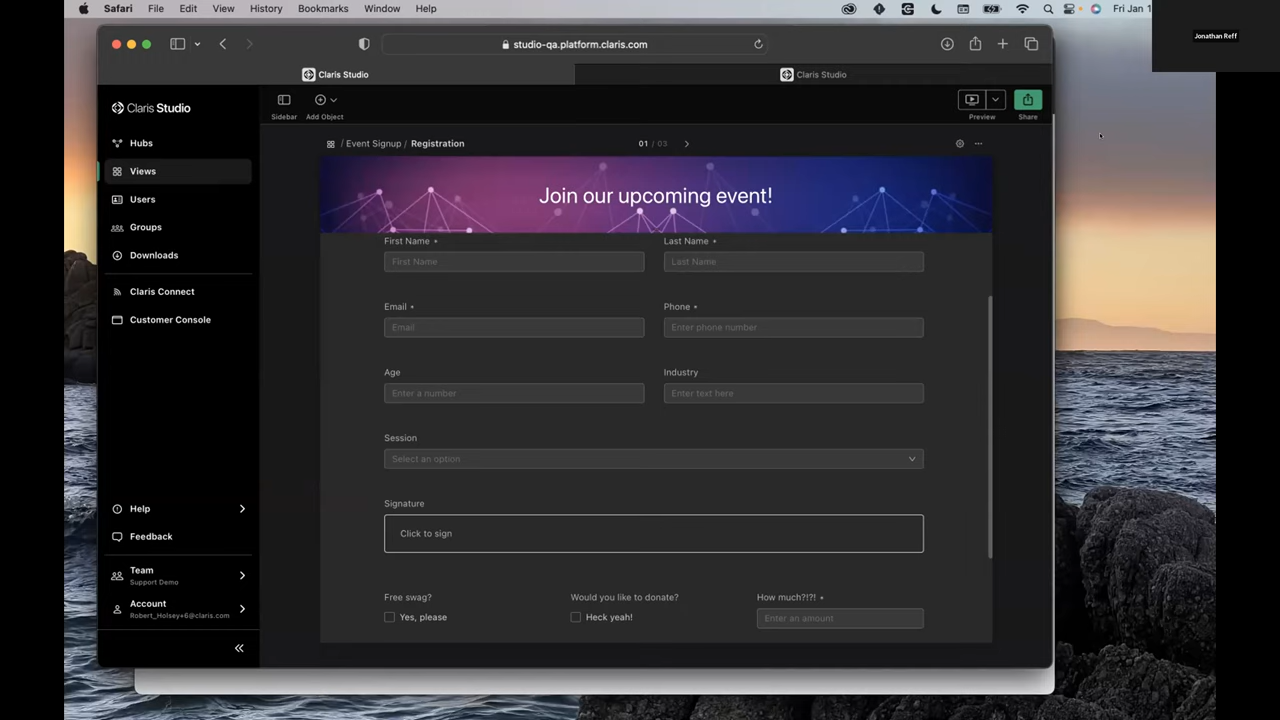 Safari File Edit View History Bookmarks Window Help
Fri Jan 1
Jonathan Reff
studio-qa.platform.claris.com
Claris Studio
Claris Studio
Claris Studio
Sidebar
Add Object
Preview
Share
Hubs
Views
Users
Groups
Downloads
Claris Connect
Customer Console
Help
Feedback
Team
Support Demo
Account
Robert_Holsey+6@claris.com
/ Event Signup / Registration
01 / 03
Join our upcoming event!
First Name *
Last Name *
First Name
Last Name
Email *
Phone *
Email
Enter phone number
Age
Industry
Enter a number
Enter text here
Session
Select an option
Signature
Click to sign
Free swag?
Would you like to donate?
How much?!?! *
Yes, please
Heck yeah!
Enter an amount